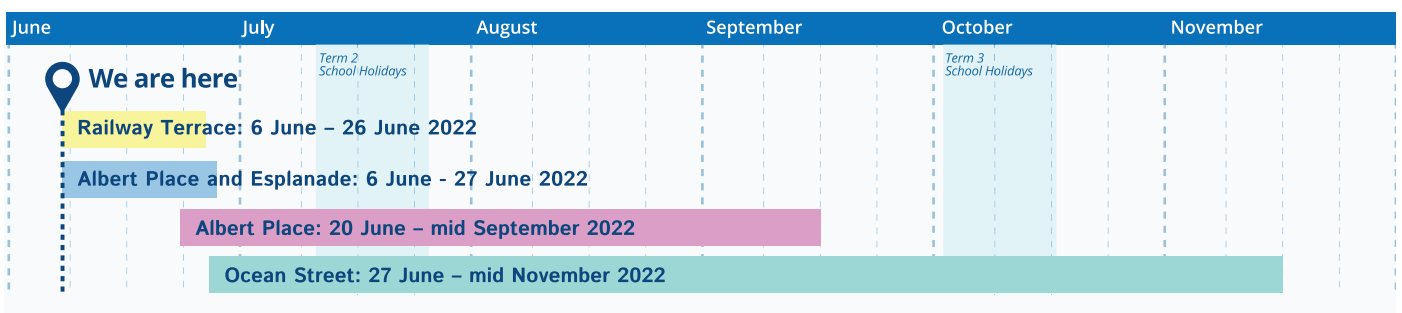 June July August September October November
Term 2
School Holidays
Term 3
School Holidays
We are here
Railway Terrace: 6 June – 26 June 2022
Albert Place and Esplanade: 6 June - 27 June 2022
Albert Place: 20 June – mid September 2022
Ocean Street: 27 June – mid November 2022